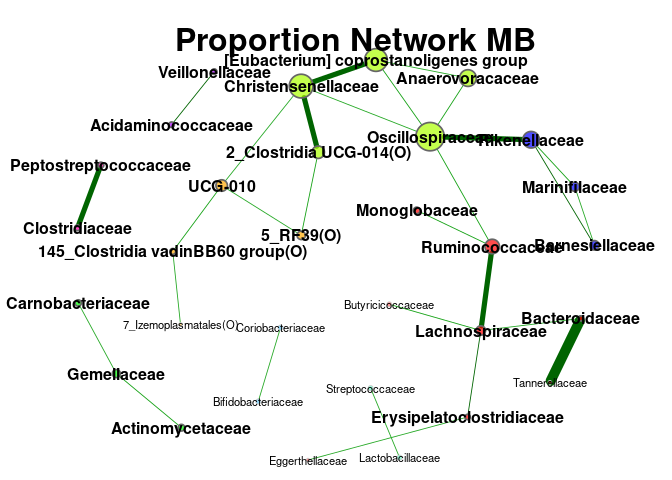 Proportion Network MB
[Eubacterium] coprostanoligenes group
Veillonellaceae
Anaerovoracaceae
Christensenellaceae
Acidaminococcaceae
Oscillospiraceae
Rikenellaceae
2_Clostridia UCG-014(O)
Peptostreptococcaceae
UCG-010
Marinifilaceae
Monoglobaceae
Clostridiaceae
5_RF39(O)
Ruminococcaceae
Barnesiellaceae
145_Clostridia vadinBB60 group(O)
Carnobacteriaceae
Butyricicoccaceae
Bacteroidaceae
7_Izemoplasmatales(O)
Coriobacteriaceae
Lachnospiraceae
Gemellaceae
Tannerellaceae
Streptococcaceae
Bifidobacteriaceae
Erysipelatoclostridiaceae
Actinomycetaceae
Eggerthellaceae
Lactobacillaceae